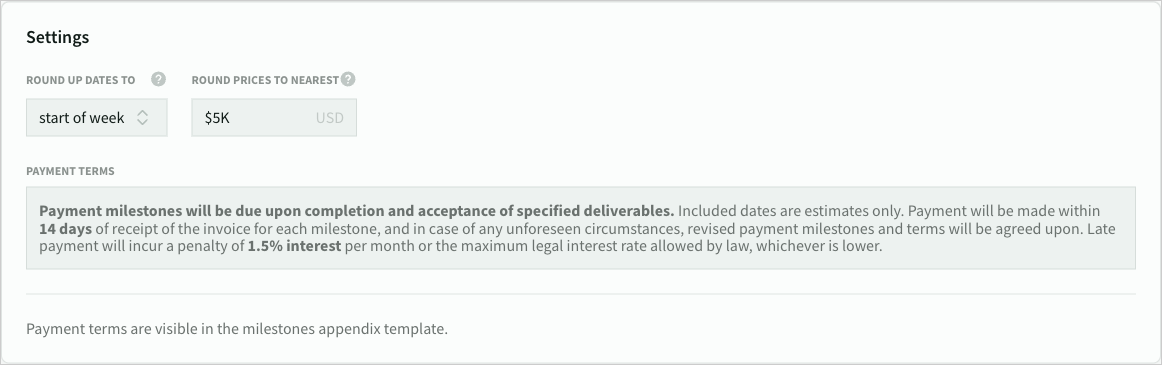 Settings
ROUND UP DATES TO ? ROUND PRICES TO NEAREST ?
start of week $5K USD
PAYMENT TERMS
Payment milestones will be due upon completion and acceptance of specified deliverables. Included dates are estimates only. Payment will be made within
14 days of receipt of the invoice for each milestone, and in case of any unforeseen circumstances, revised payment milestones and terms will be agreed upon. Late
payment will incur a penalty of 1.5% interest per month or the maximum legal interest rate allowed by law, whichever is lower.
Payment terms are visible in the milestones appendix template.